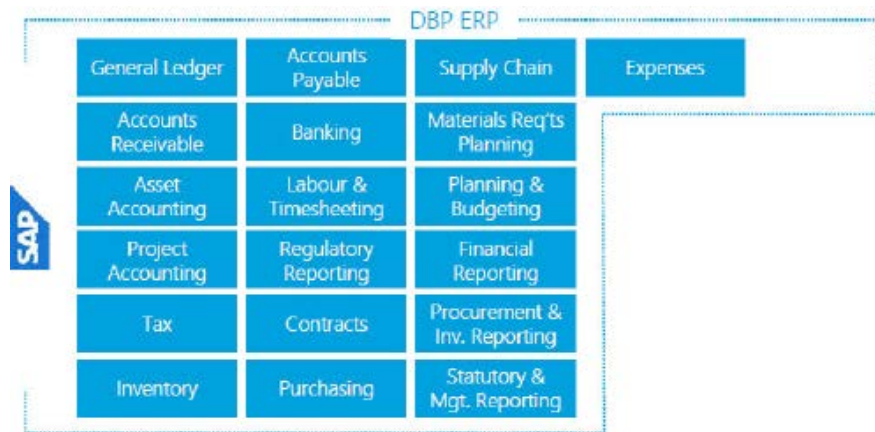 DBP ERP
General Ledger
Accounts
Payable
Supply Chain
Expenses
Accounts
Receivable
Banking
Materials Req'ts
Planning
Asset
Accounting
Labour &
Timesheeting
Planning &
Budgeting
Project
Accounting
Regulatory
Reporting
Financial
Reporting
Tax
Contracts
Procurement &
Inv. Reporting
Inventory
Purchasing
Statutory &
Mgt. Reporting
SAP